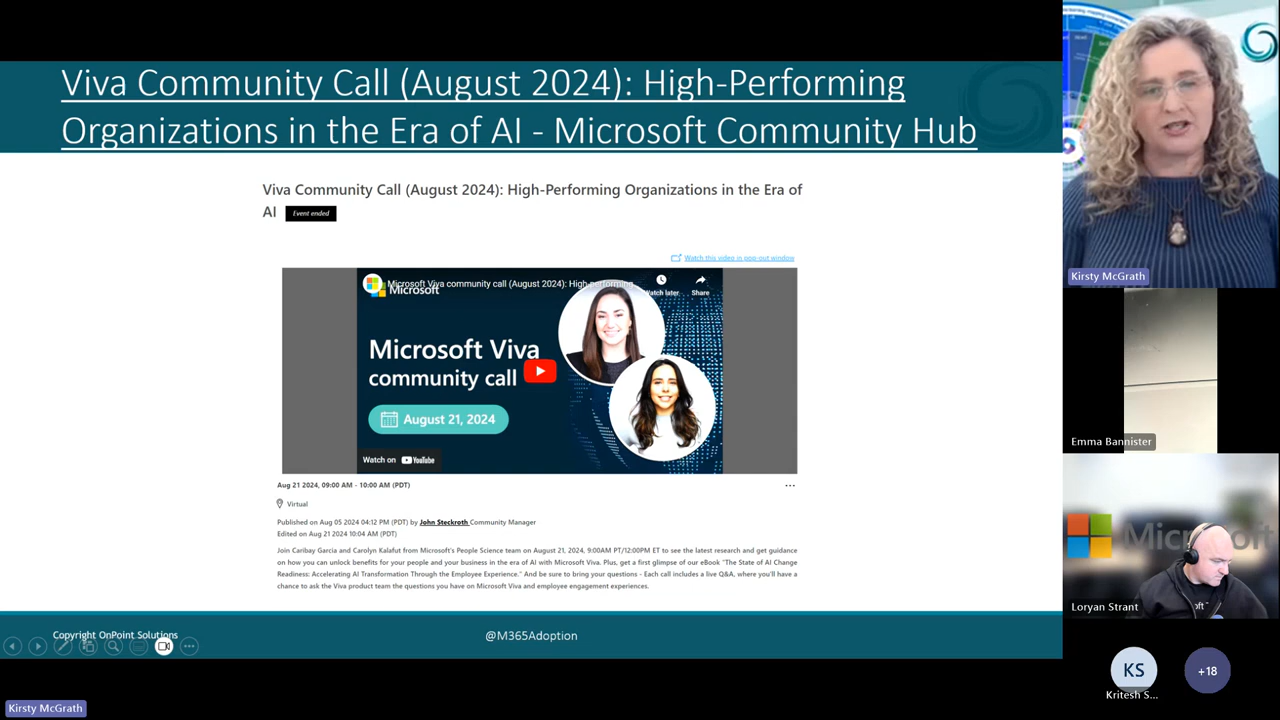 Viva Community Call (August 2024): High-Performing
Organizations in the Era of AI - Microsoft Community Hub
Viva Community Call (August 2024): High-Performing Organizations in the Era of
AI Event ended
Watch this video in pop-out window
Microsoft Viva community call (August 2024): High performing
Watch later
Share
Microsoft
Microsoft Viva
community call
August 21, 2024
Watch on YouTube
Aug 21 2024, 09:00 AM - 10:00 AM (PDT)
Virtual
Published on Aug 05 2024 04:12 PM (PDT) by John Steckroth Community Manager
Edited on Aug 21 2024 10:04 AM (PDT)
Join Caribay Garcia and Carolyn Kalafut from Microsoft's People Science team on August 21, 2024, 9:00AM PT/12:00PM ET to see the latest research and get guidance
on how you can unlock benefits for your people and your business in the era of AI with Microsoft Viva. Plus, get a first glimpse of our eBook "The State of AI Change
Readiness: Accelerating AI Transformation Through the Employee Experience." And be sure to bring your questions - Each call includes a live Q&A, where you'll have a
chance to ask the Viva product team the questions you have on Microsoft Viva and employee engagement experiences.
Copyright OnPoint Solutions
@M365Adoption
Kirsty McGrath
Emma Bannister
Microsoft
Loryan Strant
KS
Kritesh S...
+18
Kirsty McGrath